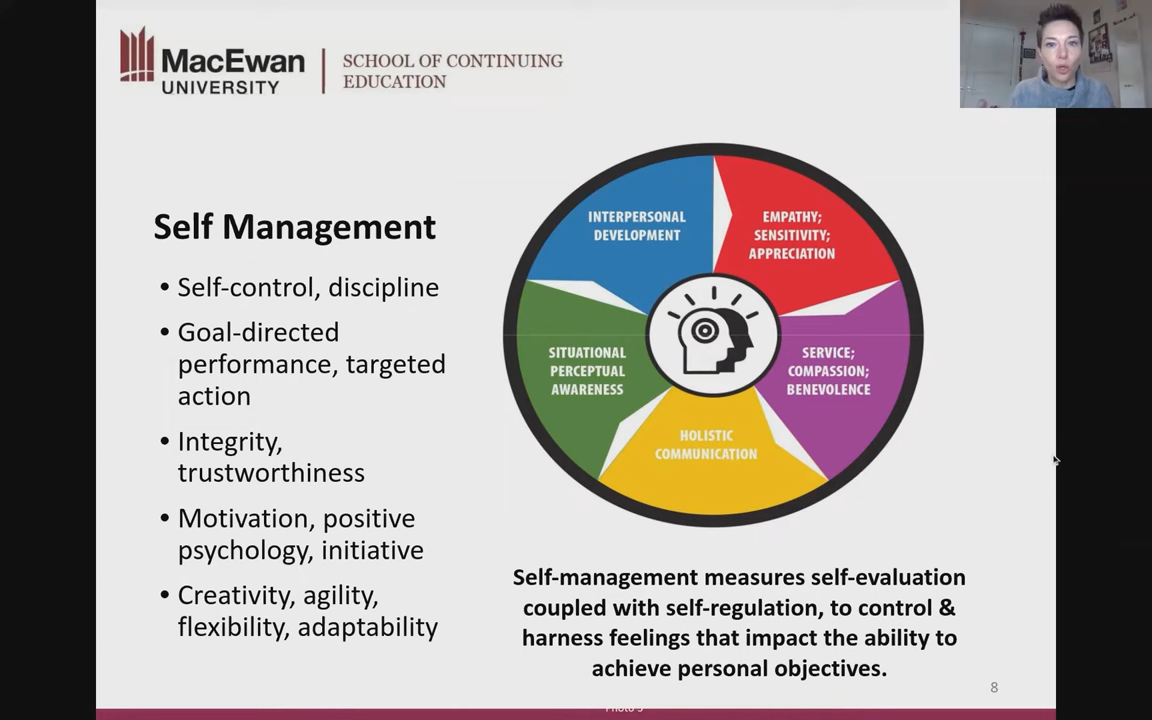 MacEwan
UNIVERSITY
SCHOOL OF CONTINUING
EDUCATION
Self Management
• Self-control, discipline
• Goal-directed
performance, targeted
action
• Integrity,
trustworthiness
• Motivation, positive
psychology, initiative
• Creativity, agility,
flexibility, adaptability
INTERPERSONAL
DEVELOPMENT
EMPATHY;
SENSITIVITY;
APPRECIATION
SITUATIONAL
PERCEPTUAL
AWARENESS
SERVICE;
COMPASSION;
BENEVOLENCE
HOLISTIC
COMMUNICATION
Self-management measures self-evaluation
coupled with self-regulation, to control &
harness feelings that impact the ability to
achieve personal objectives.
8